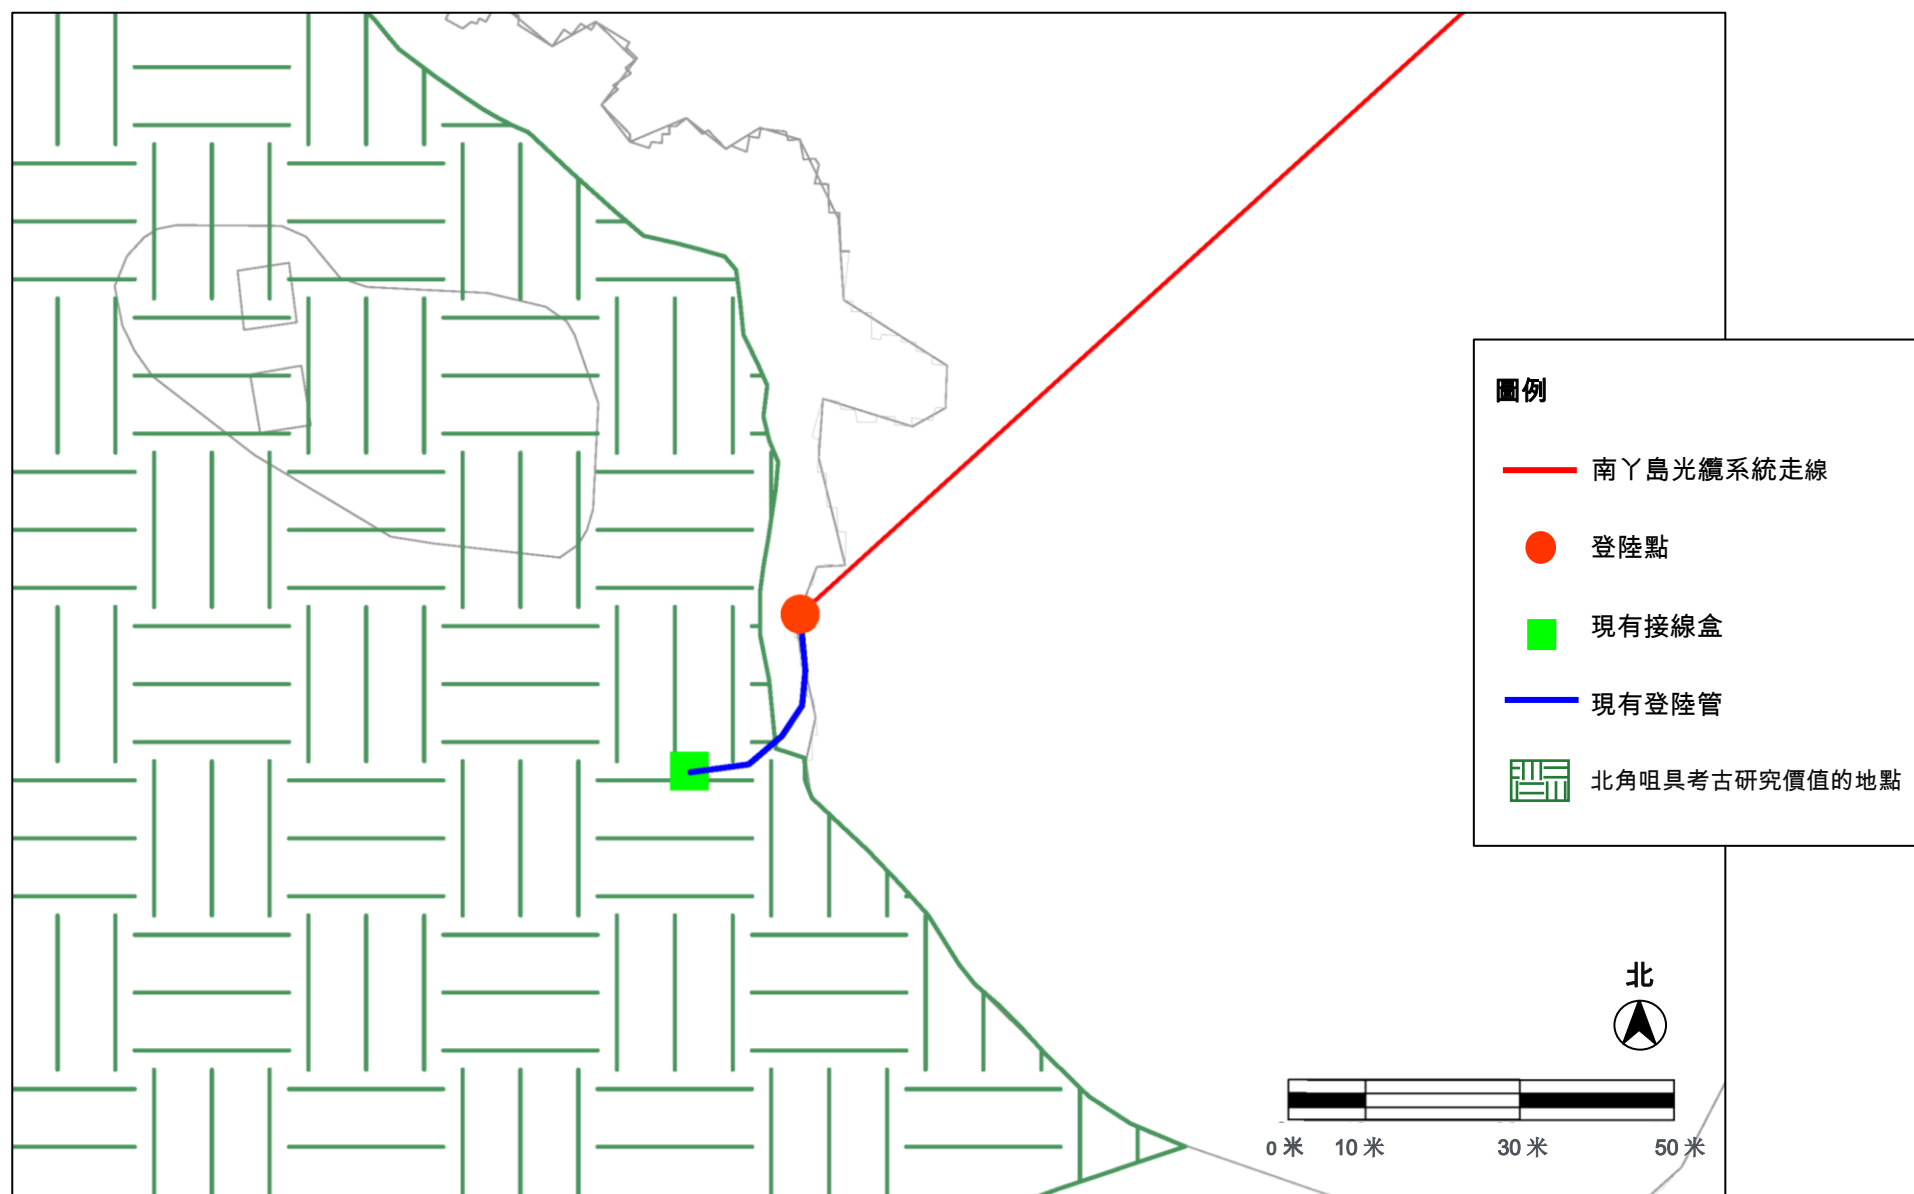 圖例
南丫島光纜系統走線
登陸點
現有接線盒
現有登陸管
北角咀具考古研究價值的地點
北
0 米 10 米 30 米 50 米